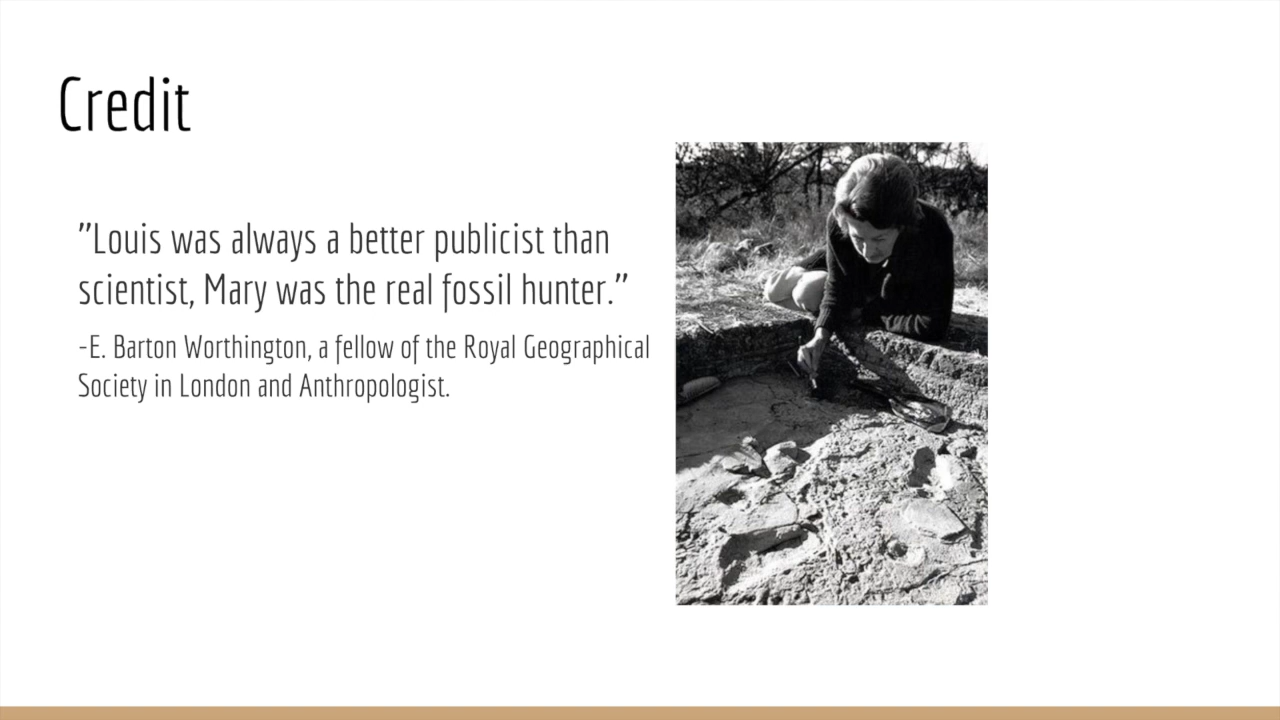 Credit
”Louis was always a better publicist than
scientist, Mary was the real fossil hunter.”
-E. Barton Worthington, a fellow of the Royal Geographical
Society in London and Anthropologist.